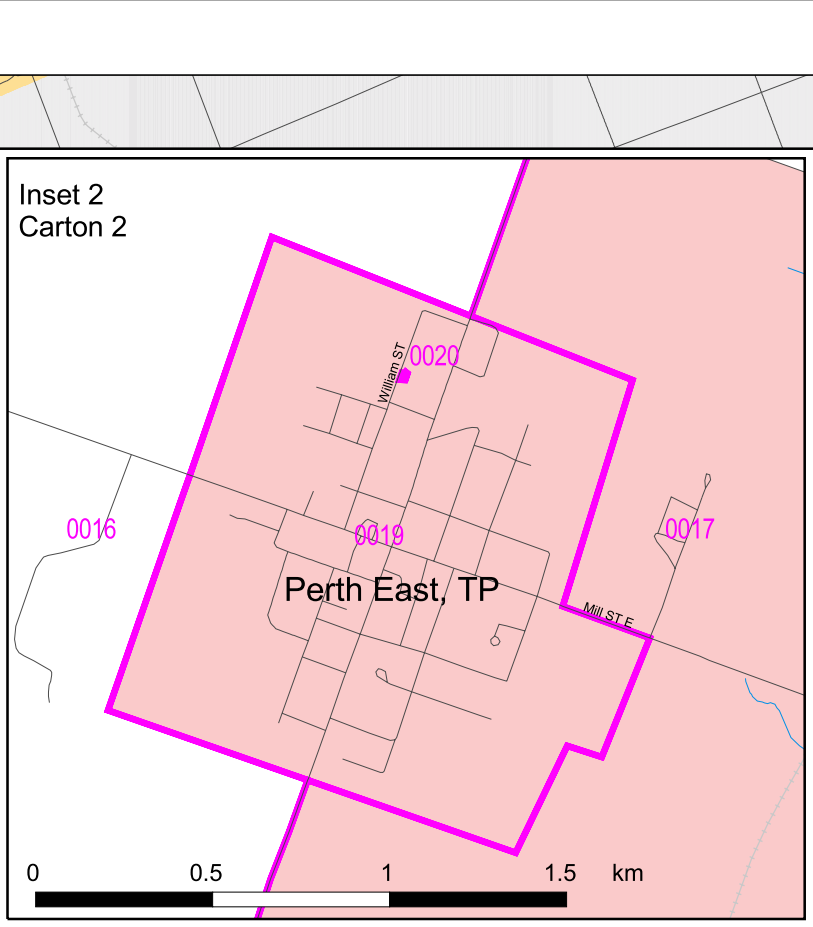 Inset 2
Carton 2
William ST
0020
0016
0019
0017
Perth East, TP
Mill ST E
0 0.5 1 1.5 km